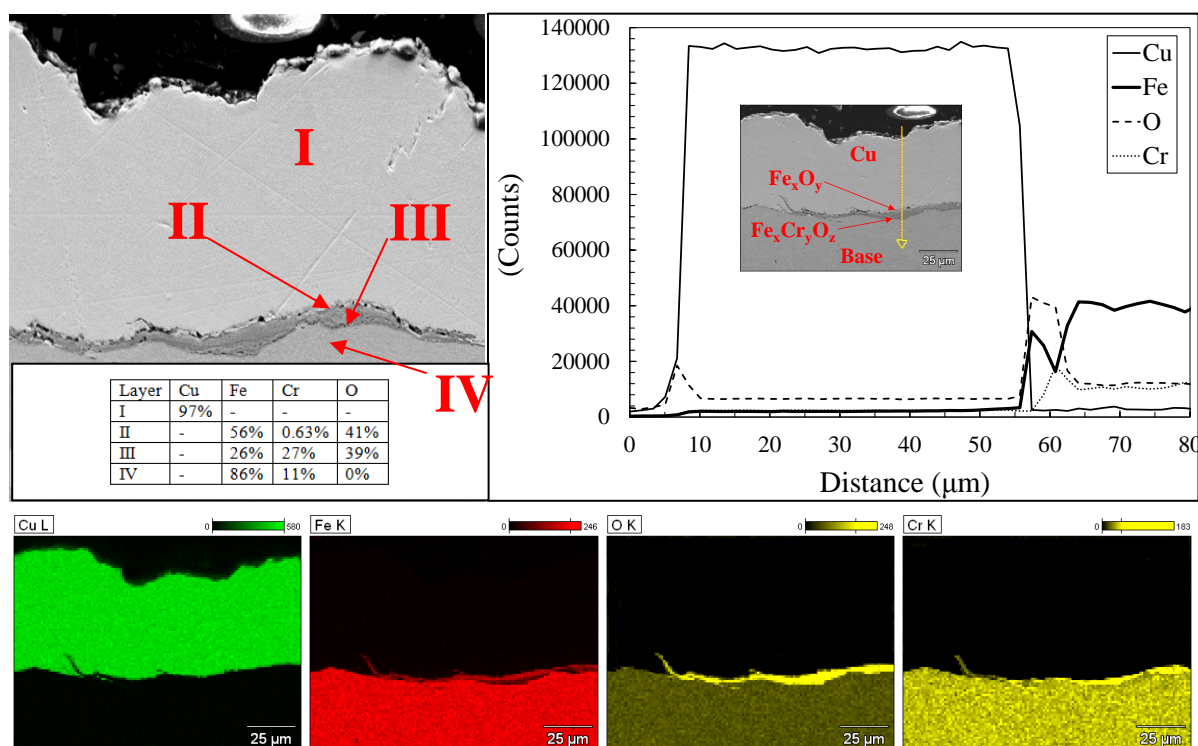 I
II
III
IV
Layer Cu Fe Cr O
I 97% - - -
II - 56% 0.63% 41%
III - 26% 27% 39%
IV - 86% 11% 0%
140000
120000
100000
80000
60000
40000
20000
0
((Counts)
0 10 20 30 40 50 60 70 80
Distance (µm)
Cu
Fe
O
Cr
Cu
FexOy
FexCryOz
Base
25 µm
Cu L
0 580
25 µm
Fe K
0 246
25 µm
O K
0 248
25 µm
Cr K
0 183
25 µm